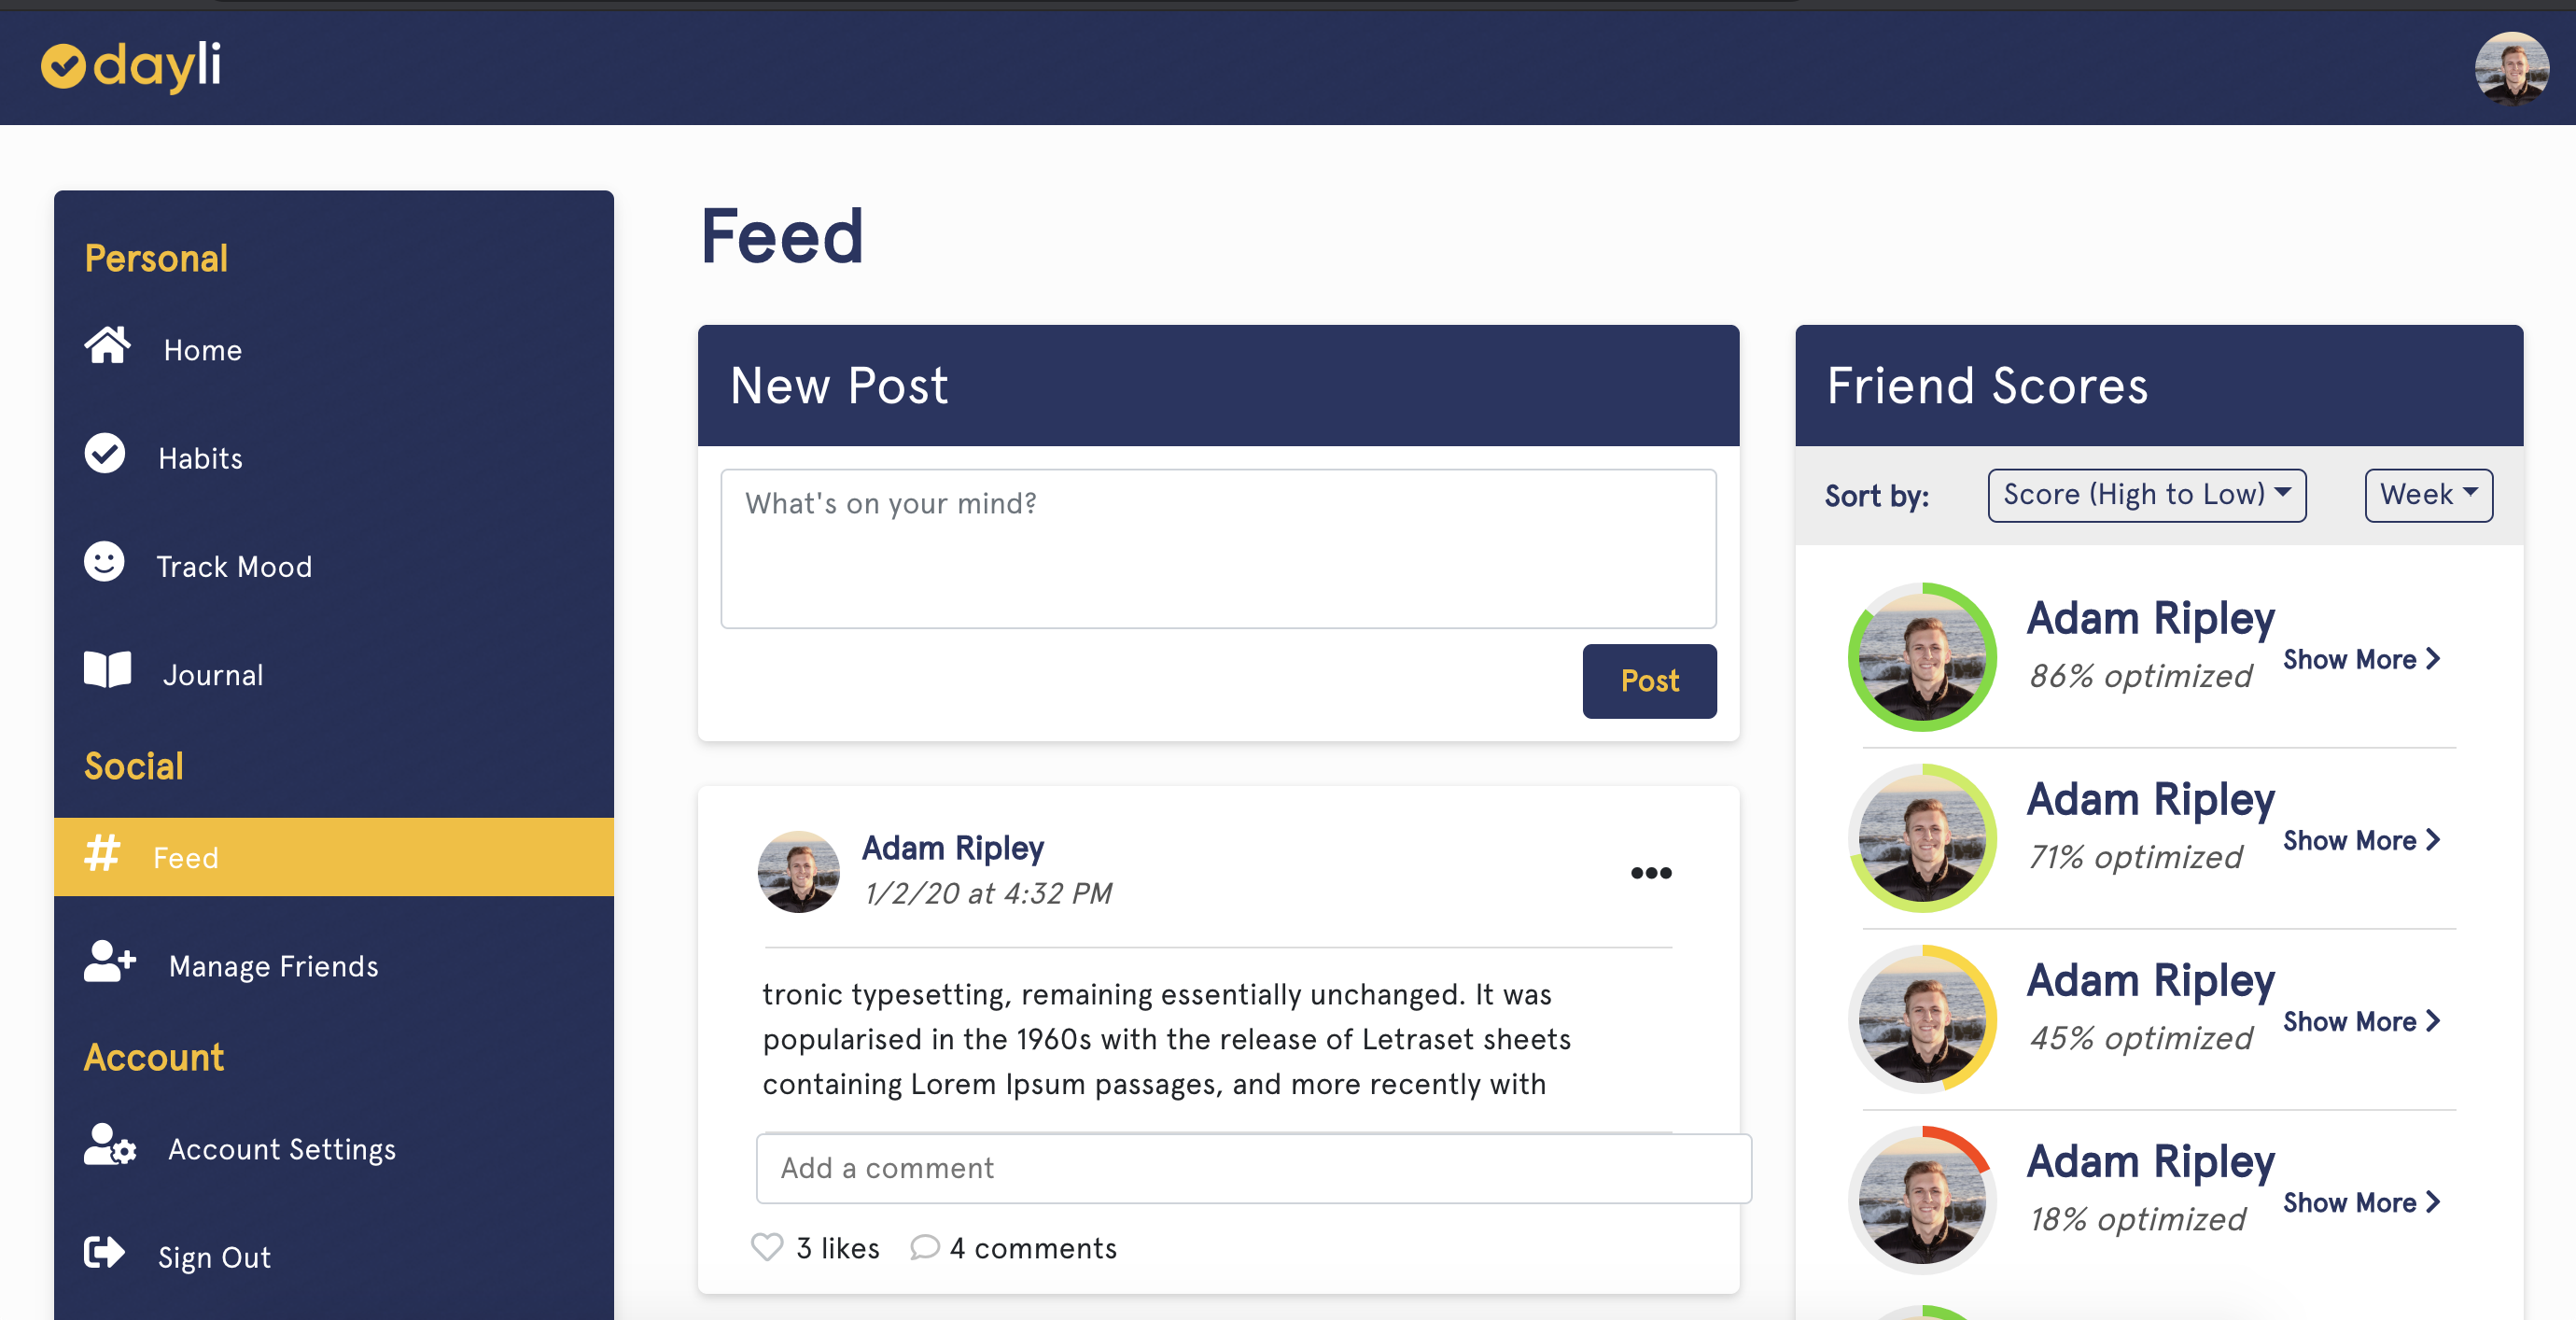 dayli
Personal
Home
Habits
Track Mood
Journal
Social
Feed
Manage Friends
Account
Account Settings
Sign Out
Feed
New Post
What's on your mind?
Post
Adam Ripley
1/2/20 at 4:32 PM
tronic typesetting, remaining essentially unchanged. It was
popularised in the 1960s with the release of Letraset sheets
containing Lorem Ipsum passages, and more recently with
Add a comment
3 likes 4 comments
Friend Scores
Sort by: Score (High to Low) Week
Adam Ripley
86% optimized
Show More
Adam Ripley
71% optimized
Show More
Adam Ripley
45% optimized
Show More
Adam Ripley
18% optimized
Show More